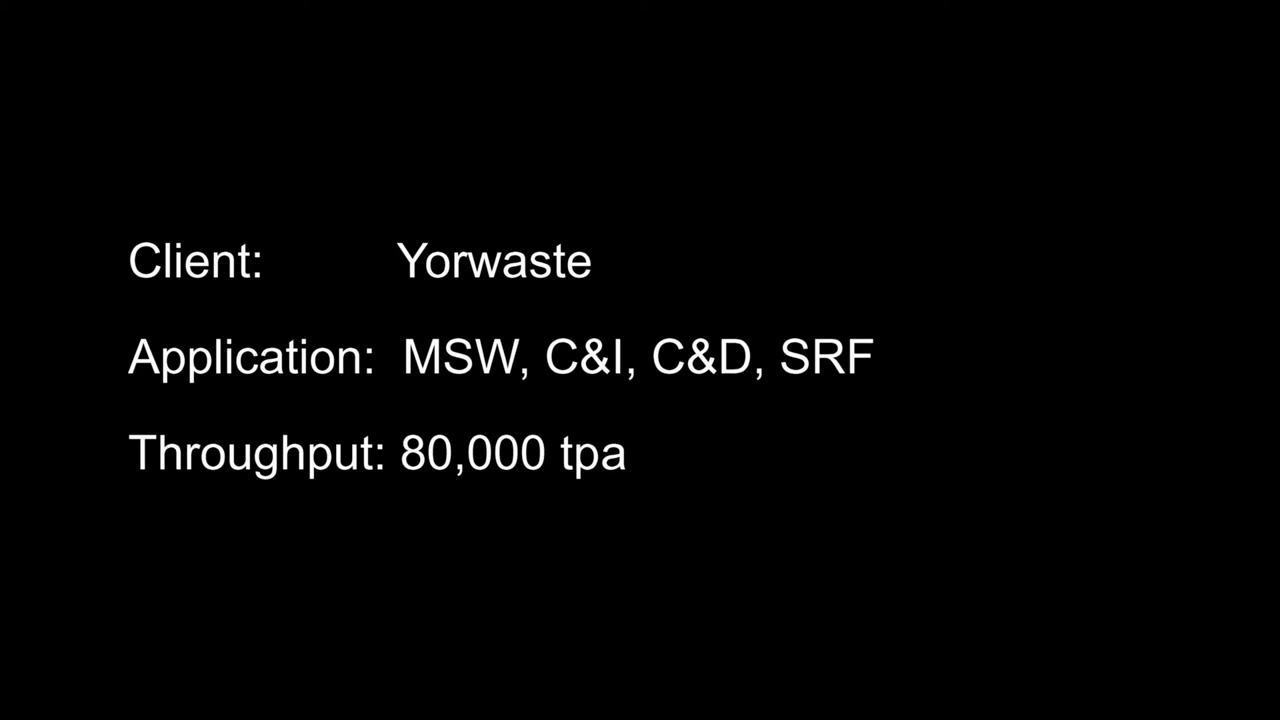 Client: Yorwaste
Application: MSW, C&I, C&D, SRF
Throughput: 80,000 tpa